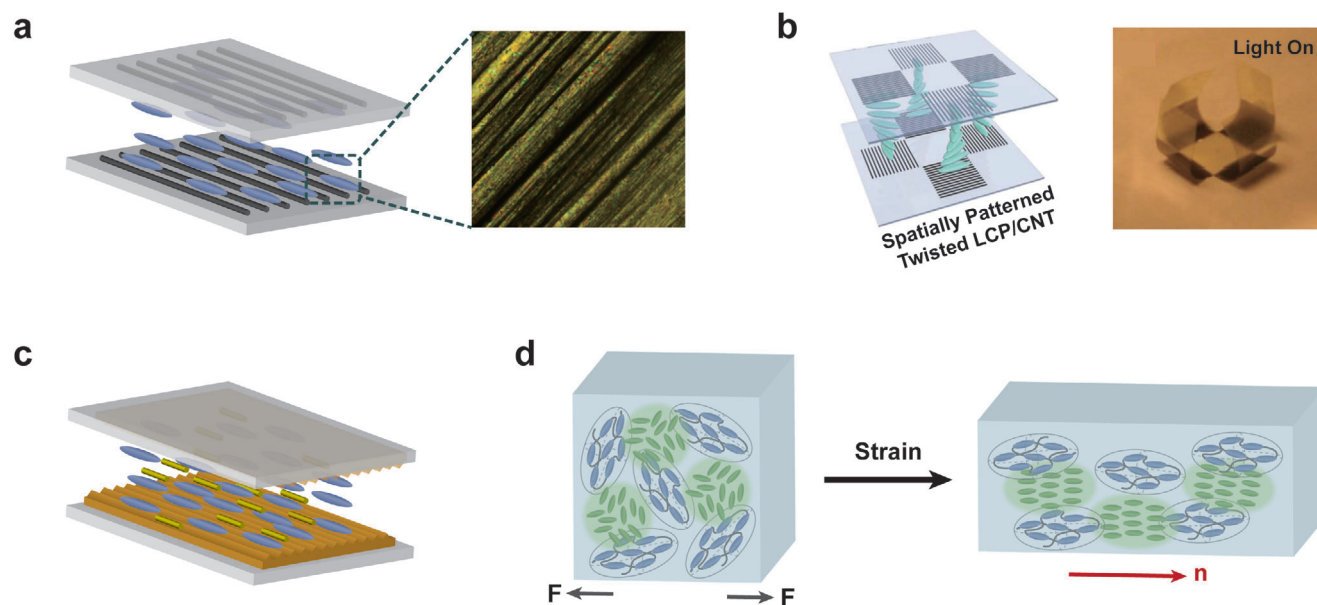 a
b
Light On
Spatially Patterned
Twisted LCP/CNT
c
d
Strain
F
F
n